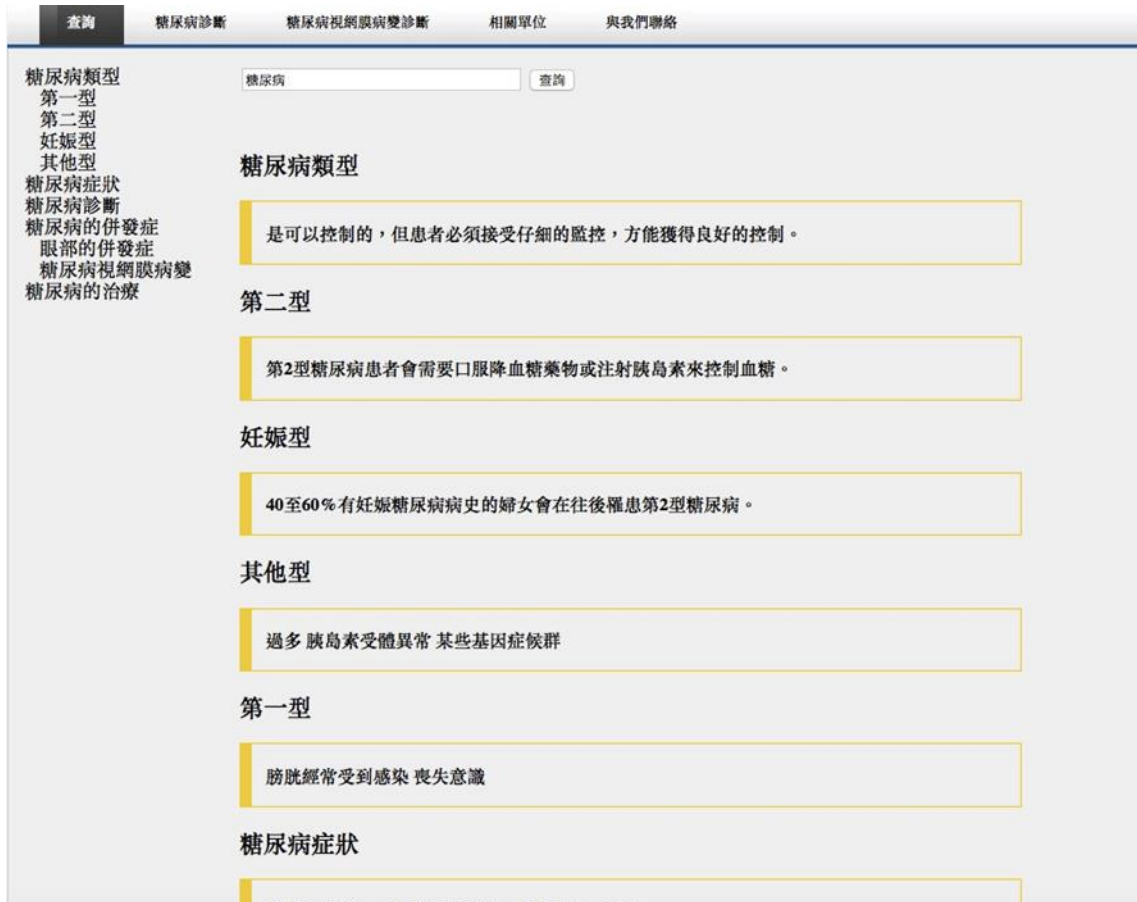 查詢 糖尿病診斷 糖尿病視網膜病變診斷 相關單位 與我們聯絡
糖尿病類型
第一型
第二型
妊娠型
其他型
糖尿病症狀
糖尿病診斷
糖尿病的併發症
眼部的併發症
糖尿病視網膜病變
糖尿病的治療
糖尿病 查詢
糖尿病類型
是可以控制的，但患者必須接受仔細的監控，方能獲得良好的控制。
第二型
第2型糖尿病患者會需要口服降血糖藥物或注射胰島素來控制血糖。
妊娠型
40至60%有妊娠糖尿病病史的婦女會在往後罹患第2型糖尿病。
其他型
過多 胰島素受體異常 某些基因症候群
第一型
膀胱經常受到感染 喪失意識
糖尿病症狀